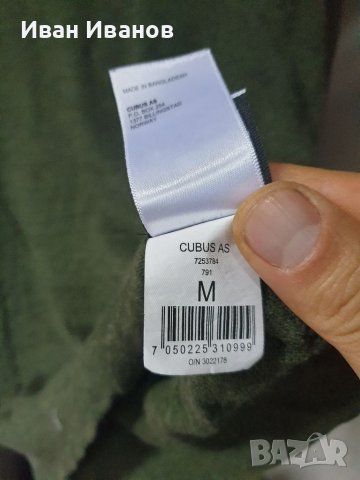 Иван Иванов
MADE IN BANGLADESH
CUBUS AS
P.O. BOX 254
1377 BILLINGSTAD
NORWAY
CUBUS AS
7253784
791
M
7 050225 310999
O/N 3022178
BAZAR